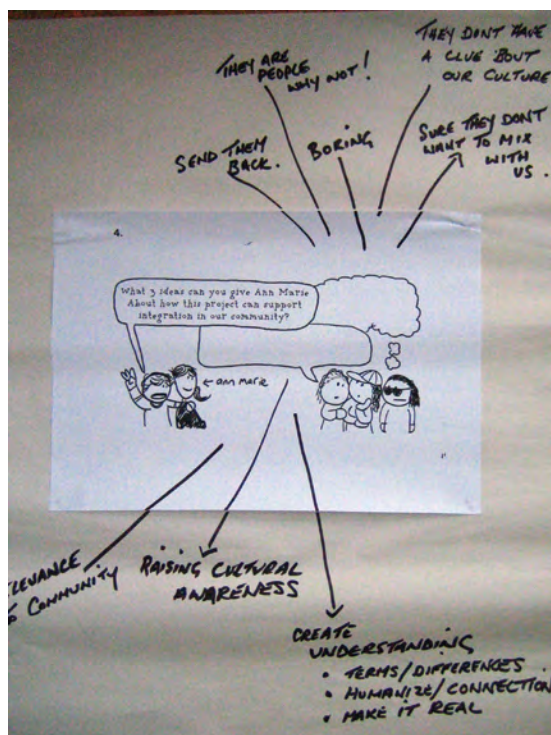 THEY DONT HAVE
A CLUE 'BOUT
OUR CULTURE
THEY ARE
PEOPLE
WHY NOT!
SEND THEM
BACK.
BORING
SURE THEY DONT
WANT TO MIX
WITH
US.
4.
What 3 ideas can you give Ann Marie
About how this project can support
integration in our community?
ann marie
COMMUNITY
RAISING CULTURAL
AWARENESS
CREATE
UNDERSTANDING
• TERMS/DIFFERENCES
• HUMANIZE/CONNECTION
• MAKE IT REAL